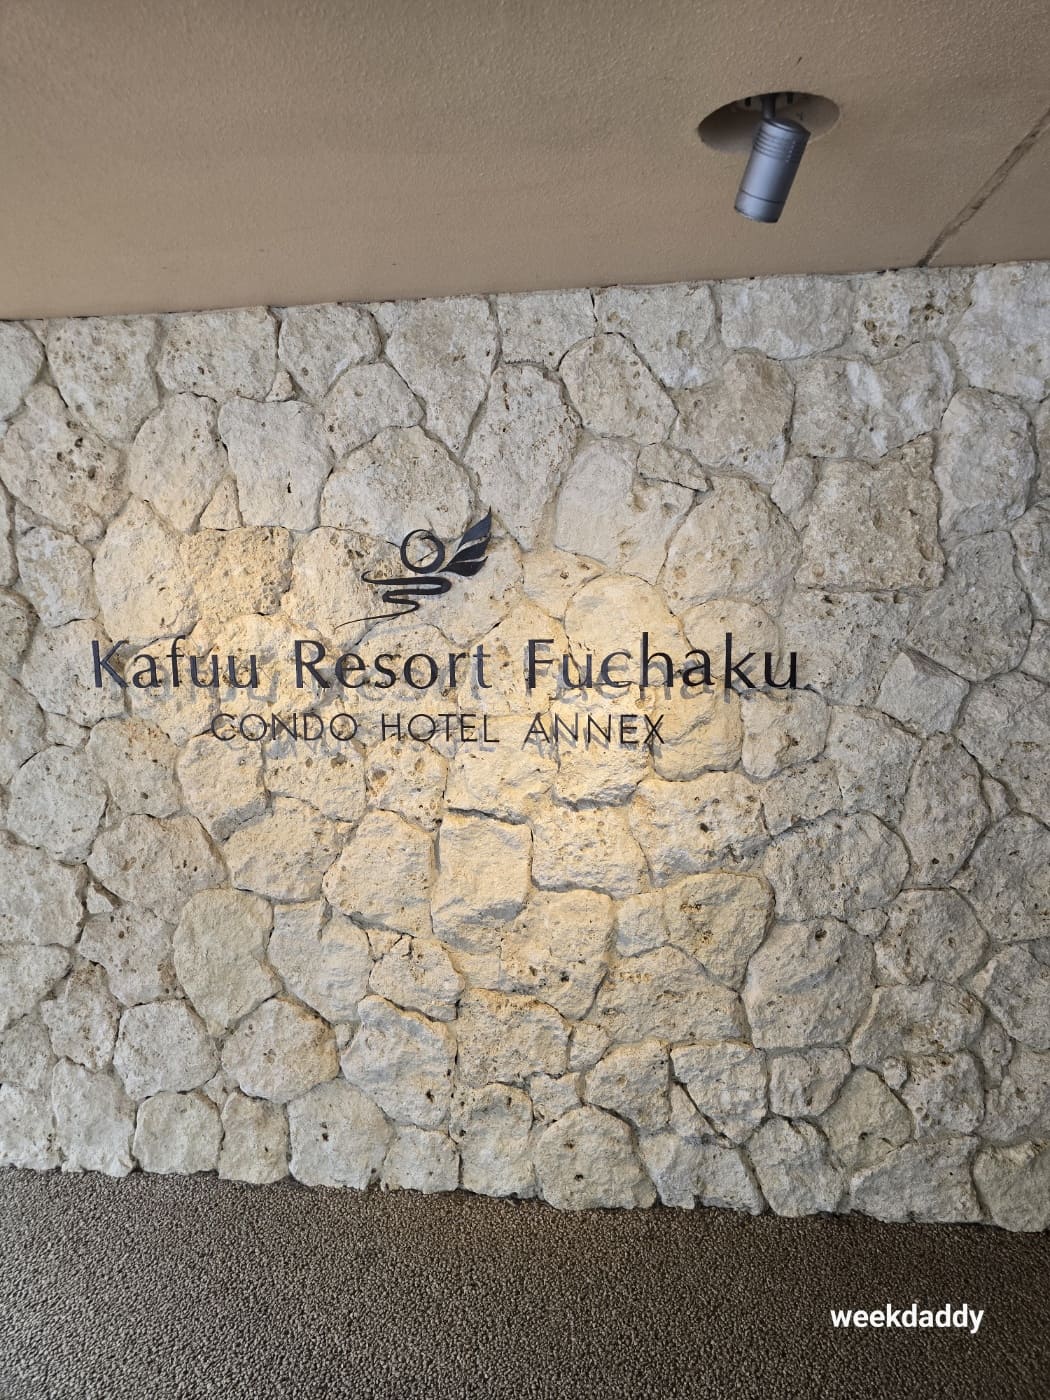 Kafuu Resort Fuchaku
CONDO HOTEL ANNEX
weekdaddy